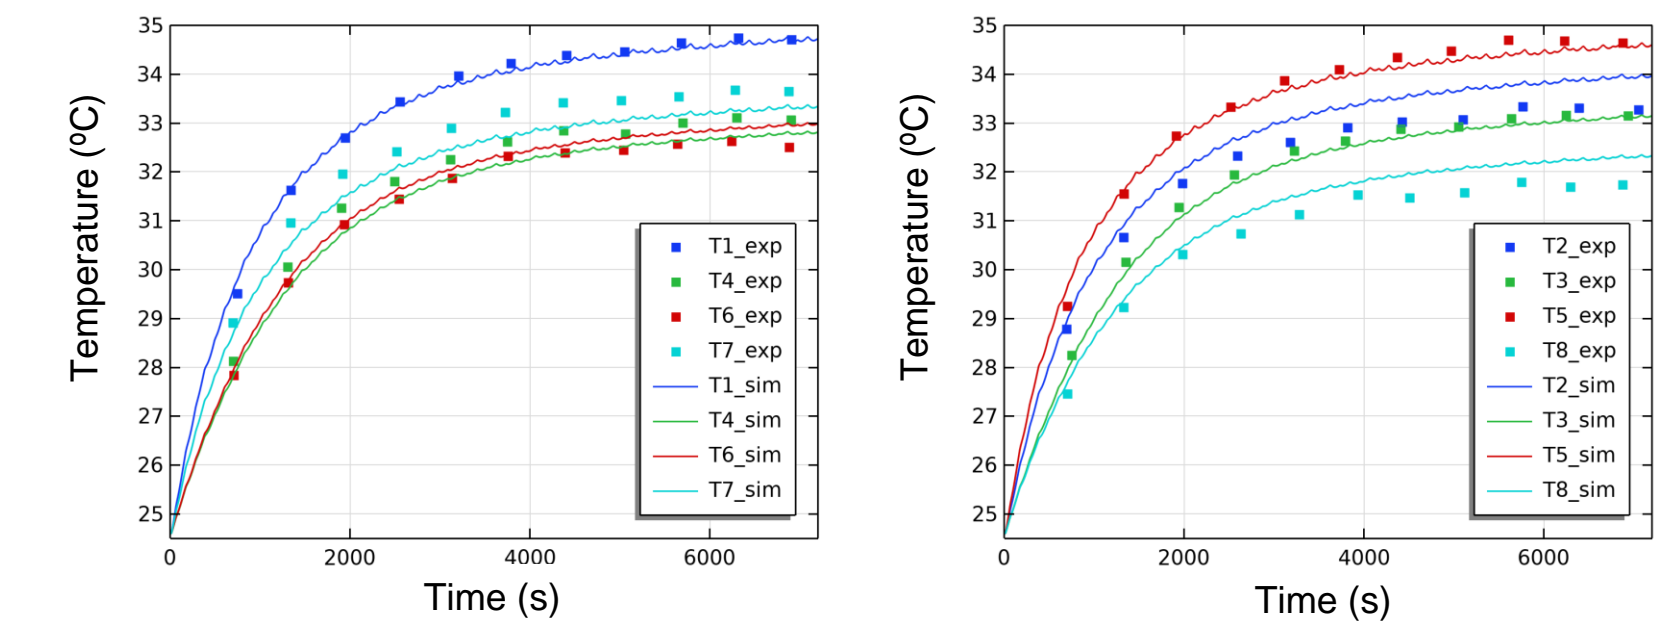 Temperature (ºC)
35
34
33
32
31
30
29
28
27
26
25
T1_exp
T4_exp
T6_exp
T7_exp
T1_sim
T4_sim
T6_sim
T7_sim
0 2000 4000 6000
Time (s)
Temperature (ºC)
35
34
33
32
31
30
29
28
27
26
25
T2_exp
T3_exp
T5_exp
T8_exp
T2_sim
T3_sim
T5_sim
T8_sim
0 2000 4000 6000
Time (s)